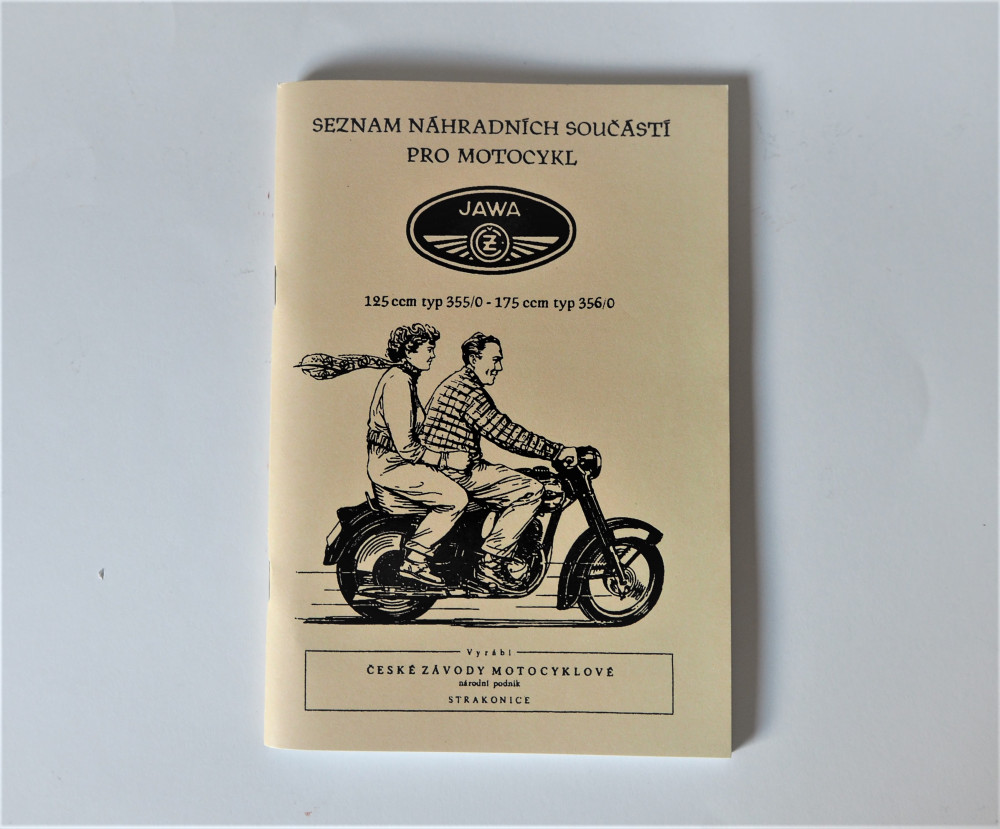 SEZNAM NÁHRADNÍCH SOUČÁSTÍ
PRO MOTOCYKL
JAWA
ČZ
125 ccm typ 355/0 - 175 ccm typ 356/0
Vyrábí
ČESKÉ ZÁVODY MOTOCYKLOVÉ
národní podnik
STRAKONICE